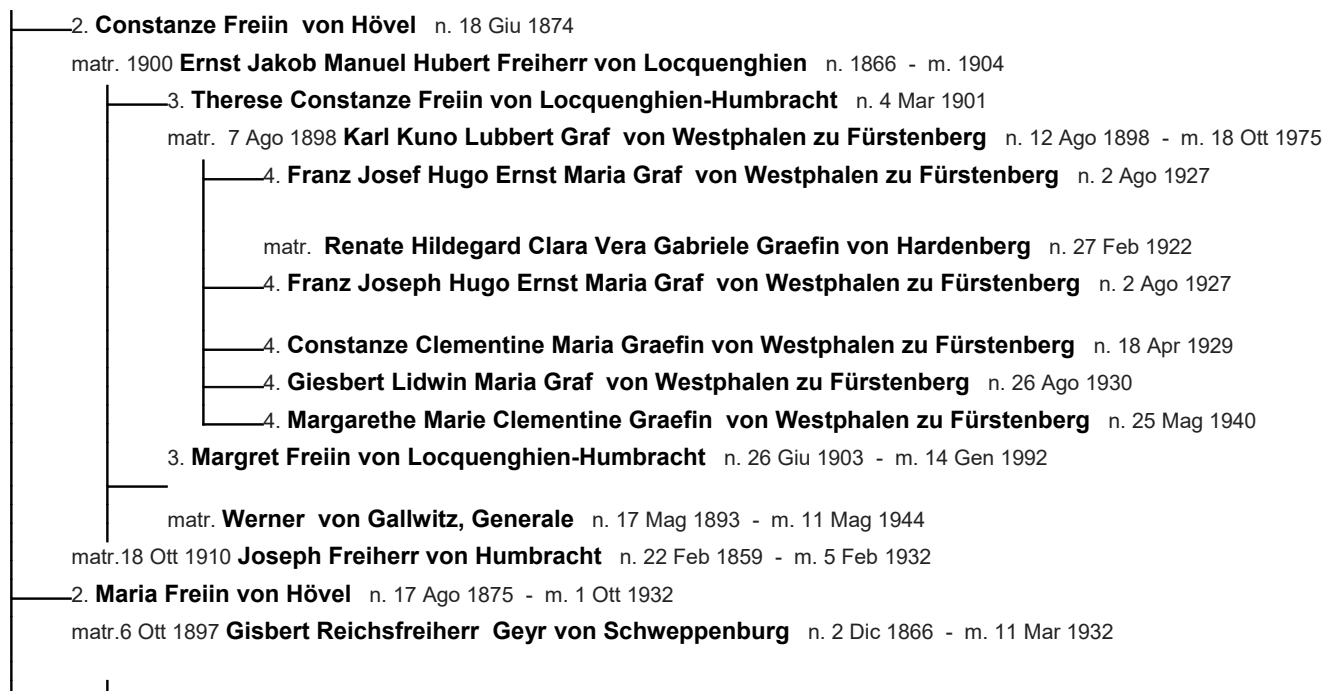 2. Constanze Freiin von Hövel n. 18 Giu 1874
matr. 1900 Ernst Jakob Manuel Hubert Freiherr von Locquenghien n. 1866 - m. 1904
3. Therese Constanze Freiin von Locquenghien-Humbracht n. 4 Mar 1901
matr. 7 Ago 1898 Karl Kuno Lubbert Graf von Westphalen zu Fürstenberg n. 12 Ago 1898 - m. 18 Ott 1975
4. Franz Josef Hugo Ernst Maria Graf von Westphalen zu Fürstenberg n. 2 Ago 1927
matr. Renate Hildegard Clara Vera Gabriele Graefin von Hardenberg n. 27 Feb 1922
4. Franz Joseph Hugo Ernst Maria Graf von Westphalen zu Fürstenberg n. 2 Ago 1927
4. Constanze Clementine Maria Graefin von Westphalen zu Fürstenberg n. 18 Apr 1929
4. Giesbert Lidwin Maria Graf von Westphalen zu Fürstenberg n. 26 Ago 1930
4. Margarethe Marie Clementine Graefin von Westphalen zu Fürstenberg n. 25 Mag 1940
3. Margret Freiin von Locquenghien-Humbracht n. 26 Giu 1903 - m. 14 Gen 1992
matr. Werner von Gallwitz, Generale n. 17 Mag 1893 - m. 11 Mag 1944
matr.18 Ott 1910 Joseph Freiherr von Humbracht n. 22 Feb 1859 - m. 5 Feb 1932
2. Maria Freiin von Hövel n. 17 Ago 1875 - m. 1 Ott 1932
matr.6 Ott 1897 Gisbert Reichsfreiherr Geyr von Schweppenburg n. 2 Dic 1866 - m. 11 Mar 1932